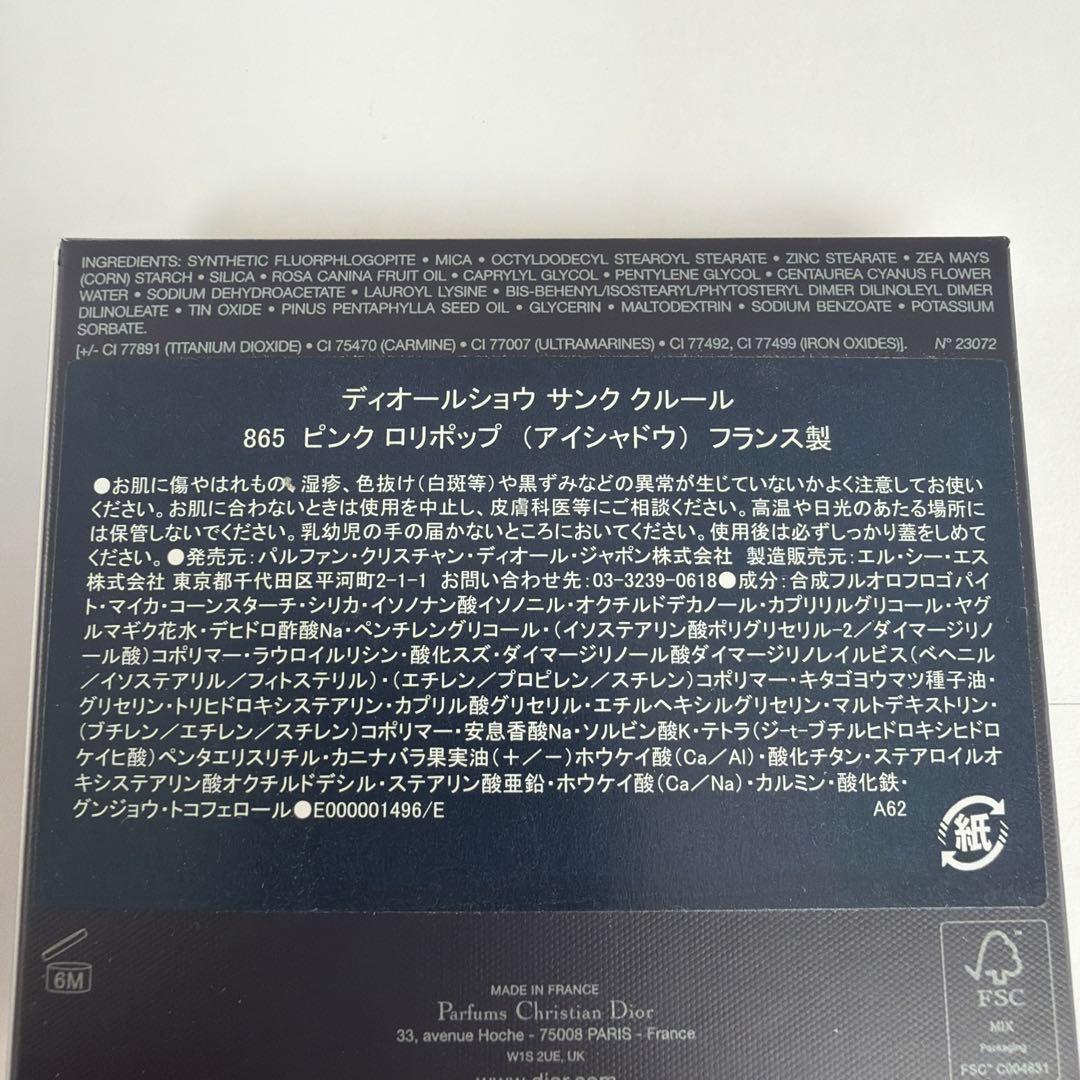 INGREDIENTS: SYNTHETIC FLUORPHLOGOPITE • MICA • OCTYLDODECYL STEAROYL STEARATE • ZINC STEARATE • ZEA MAYS
(CORN) STARCH • SILICA • ROSA CANINA FRUIT OIL • CAPRYLYL GLYCOL • PENTYLENE GLYCOL • CENTAUREA CYANUS FLOWER
WATER • SODIUM DEHYDROACETATE • LAUROYL LYSINE • BIS-BEHENYL/ISOSTEARYL/PHYTOSTERYL DIMER DILINOLEYL DIMER
DILINOLEATE • TIN OXIDE • PINUS PENTAPHYLLA SEED OIL • GLYCERIN • MALTODEXTRIN • SODIUM BENZOATE • POTASSIUM
SORBATE.
[+/- CI 77891 (TITANIUM DIOXIDE) • CI 75470 (CARMINE) • CI 77007 (ULTRAMARINES) • CI 77492, CI 77499 (IRON OXIDES)]. N° 23072
ディオールショウ サンク クルール
865 ピンク ロリポップ （アイシャドウ） フランス製
●お肌に傷やはれもの、湿疹、色抜け（白斑等）や黒ずみなどの異常が生じていないかよく注意してお使い
ください。お肌に合わないときは使用を中止し、皮膚科医等にご相談ください。高温や日光のあたる場所に
は保管しないでください。乳幼児の手の届かないところにおいてください。使用後は必ずしっかり蓋をしめて
ください。●発売元：パルファン・クリスチャン・ディオール・ジャポン株式会社 製造販売元：エル・シー・エス
株式会社 東京都千代田区平河町2-1-1 お問い合わせ先：03-3239-0618●成分：合成フルオロフロゴパイ
ト・マイカ・コーンスターチ・シリカ・イソノナン酸イソノニル・オクチルドデカノール・カプリリルグリコール・ヤグ
ルマギク花水・デヒドロ酢酸Na・ペンチレングリコール・（イソステアリン酸ポリグリセリル-2／ダイマージリノ
ール酸）コポリマー・ラウロイルリシン・酸化スズ・ダイマージリノール酸ダイマージリノレイルビス（ベヘニル
／イソステアリル／フィトステリル）・（エチレン／プロピレン／スチレン）コポリマー・キタゴヨウマツ種子油・
グリセリン・トリヒドロキシステアリン・カプリル酸グリセリル・エチルヘキシルグリセリン・マルトデキストリン・
（ブチレン／エチレン／スチレン）コポリマー・安息香酸Na・ソルビン酸K・テトラ（ジ-t-ブチルヒドロキシヒドロ
ケイヒ酸）ペンタエリスリチル・カニナバラ果実油（＋／－）ホウケイ酸（Ca／Al）・酸化チタン・ステアロイルオ
キシステアリン酸オクチルドデシル・ステアリン酸亜鉛・ホウケイ酸（Ca／Na）・カルミン・酸化鉄・
グンジョウ・トコフェロール●E000001496/E A62
紙
6M
MADE IN FRANCE
Parfums Christian Dior
33, avenue Hoche - 75008 PARIS - France
W1S 2UE, UK
www.dior.com
FSC
MIX
Packaging
FSC™ C004631